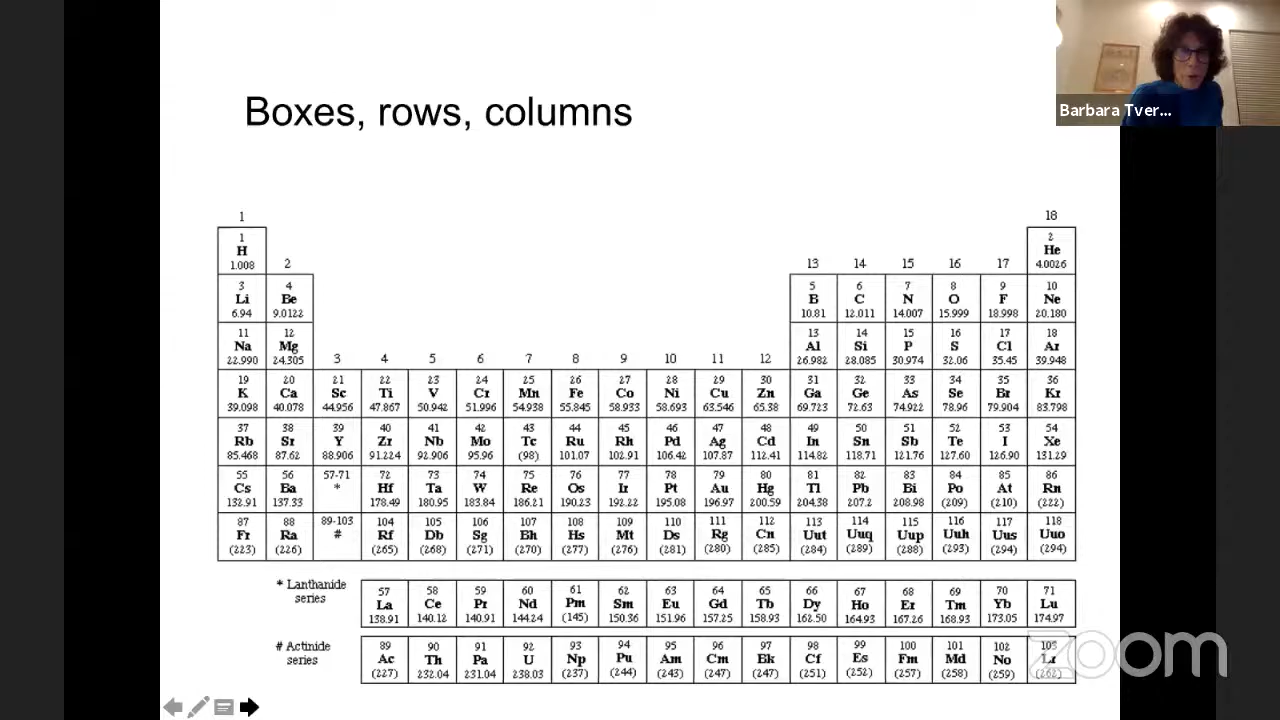 Boxes, rows, columns
Barbara Tver...
1 18
1 2
H 2 He
1.008 13 14 15 16 17 4.0026
3 4 5 6 7 8 9 10
Li Be B C N O F Ne
6.94 9.0122 10.81 12.011 14.007 15.999 18.998 20.180
11 12 13 14 15 16 17 18
Na Mg Al Si P S Cl Ar
22.990 24.305 3 4 5 6 7 8 9 10 11 12 26.982 28.085 30.974 32.06 35.45 39.948
19 20 21 22 23 24 25 26 27 28 29 30 31 32 33 34 35 36
K Ca Sc Ti V Cr Mn Fe Co Ni Cu Zn Ga Ge As Se Br Kr
39.098 40.078 44.956 47.867 50.942 51.996 54.938 55.845 58.933 58.693 63.546 65.38 69.723 72.63 74.922 78.96 79.904 83.798
37 38 39 40 41 42 43 44 45 46 47 48 49 50 51 52 53 54
Rb Sr Y Zr Nb Mo Tc Ru Rh Pd Ag Cd In Sn Sb Te I Xe
85.468 87.62 88.906 91.224 92.906 95.96 (98) 101.07 102.91 106.42 107.87 112.41 114.82 118.71 121.76 127.60 126.90 131.29
55 56 57-71 72 73 74 75 76 77 78 79 80 81 82 83 84 85 86
Cs Ba * Hf Ta W Re Os Ir Pt Au Hg Tl Pb Bi Po At Rn
132.91 137.33 178.49 180.95 183.84 186.21 190.23 192.22 195.08 196.97 200.59 204.38 207.2 208.98 (209) (210) (222)
87 88 89-103 104 105 106 107 108 109 110 111 112 113 114 115 116 117 118
Fr Ra # Rf Db Sg Bh Hs Mt Ds Rg Cn Uut Uuq Uup Uuh Uus Uuo
(223) (226) (265) (268) (271) (270) (277) (276) (281) (280) (285) (284) (289) (288) (293) (294) (294)
* Lanthanide series
57 58 59 60 61 62 63 64 65 66 67 68 69 70 71
La Ce Pr Nd Pm Sm Eu Gd Tb Dy Ho Er Tm Yb Lu
138.91 140.12 140.91 144.24 (145) 150.36 151.96 157.25 158.93 162.50 164.93 167.26 168.93 173.05 174.97
# Actinide series
89 90 91 92 93 94 95 96 97 98 99 100 101 102 103
Ac Th Pa U Np Pu Am Cm Bk Cf Es Fm Md No Lr
(227) 232.04 231.04 238.03 (237) (244) (243) (247) (247) (251) (252) (257) (258) (259) (262)
zoom